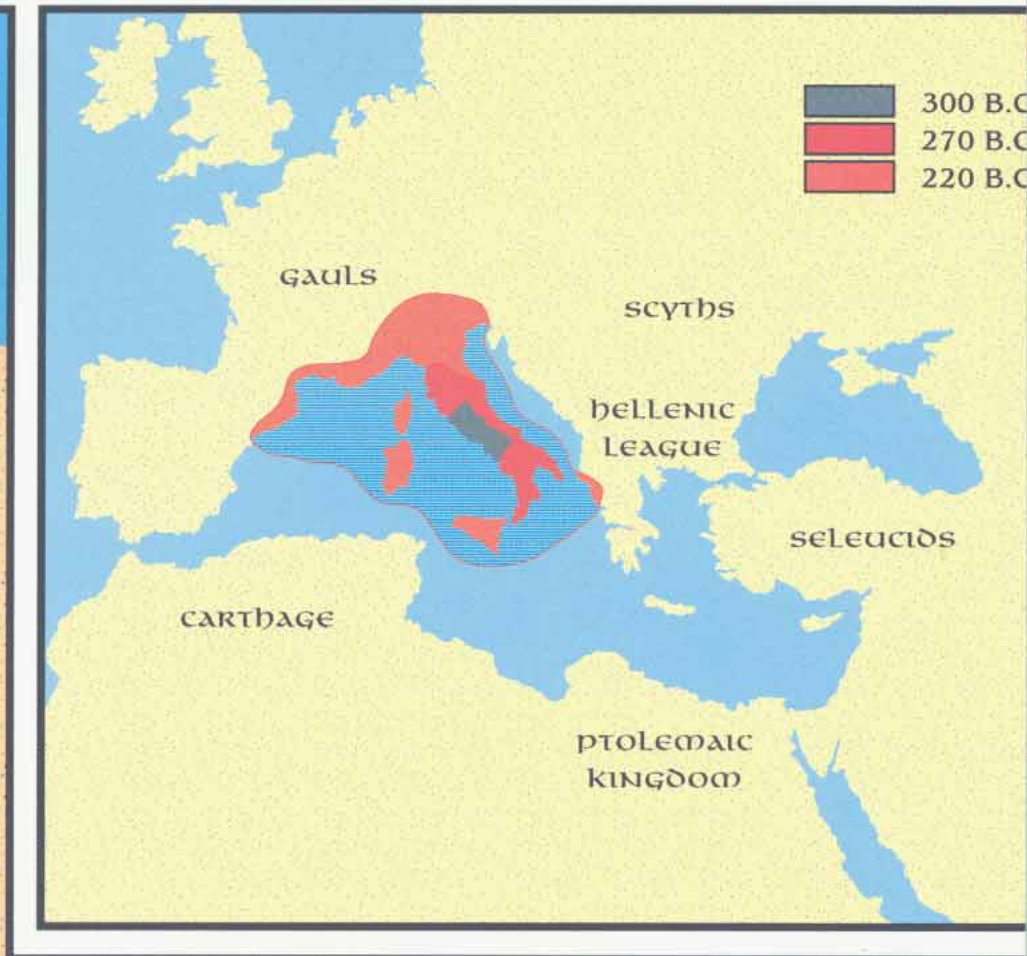 300 B.C
270 B.C
220 B.C
GAULS
SCYTHS
HELLENIC
LEAGUE
SELEUCIDS
CARTHAGE
PTOLEMAIC
KINGDOM